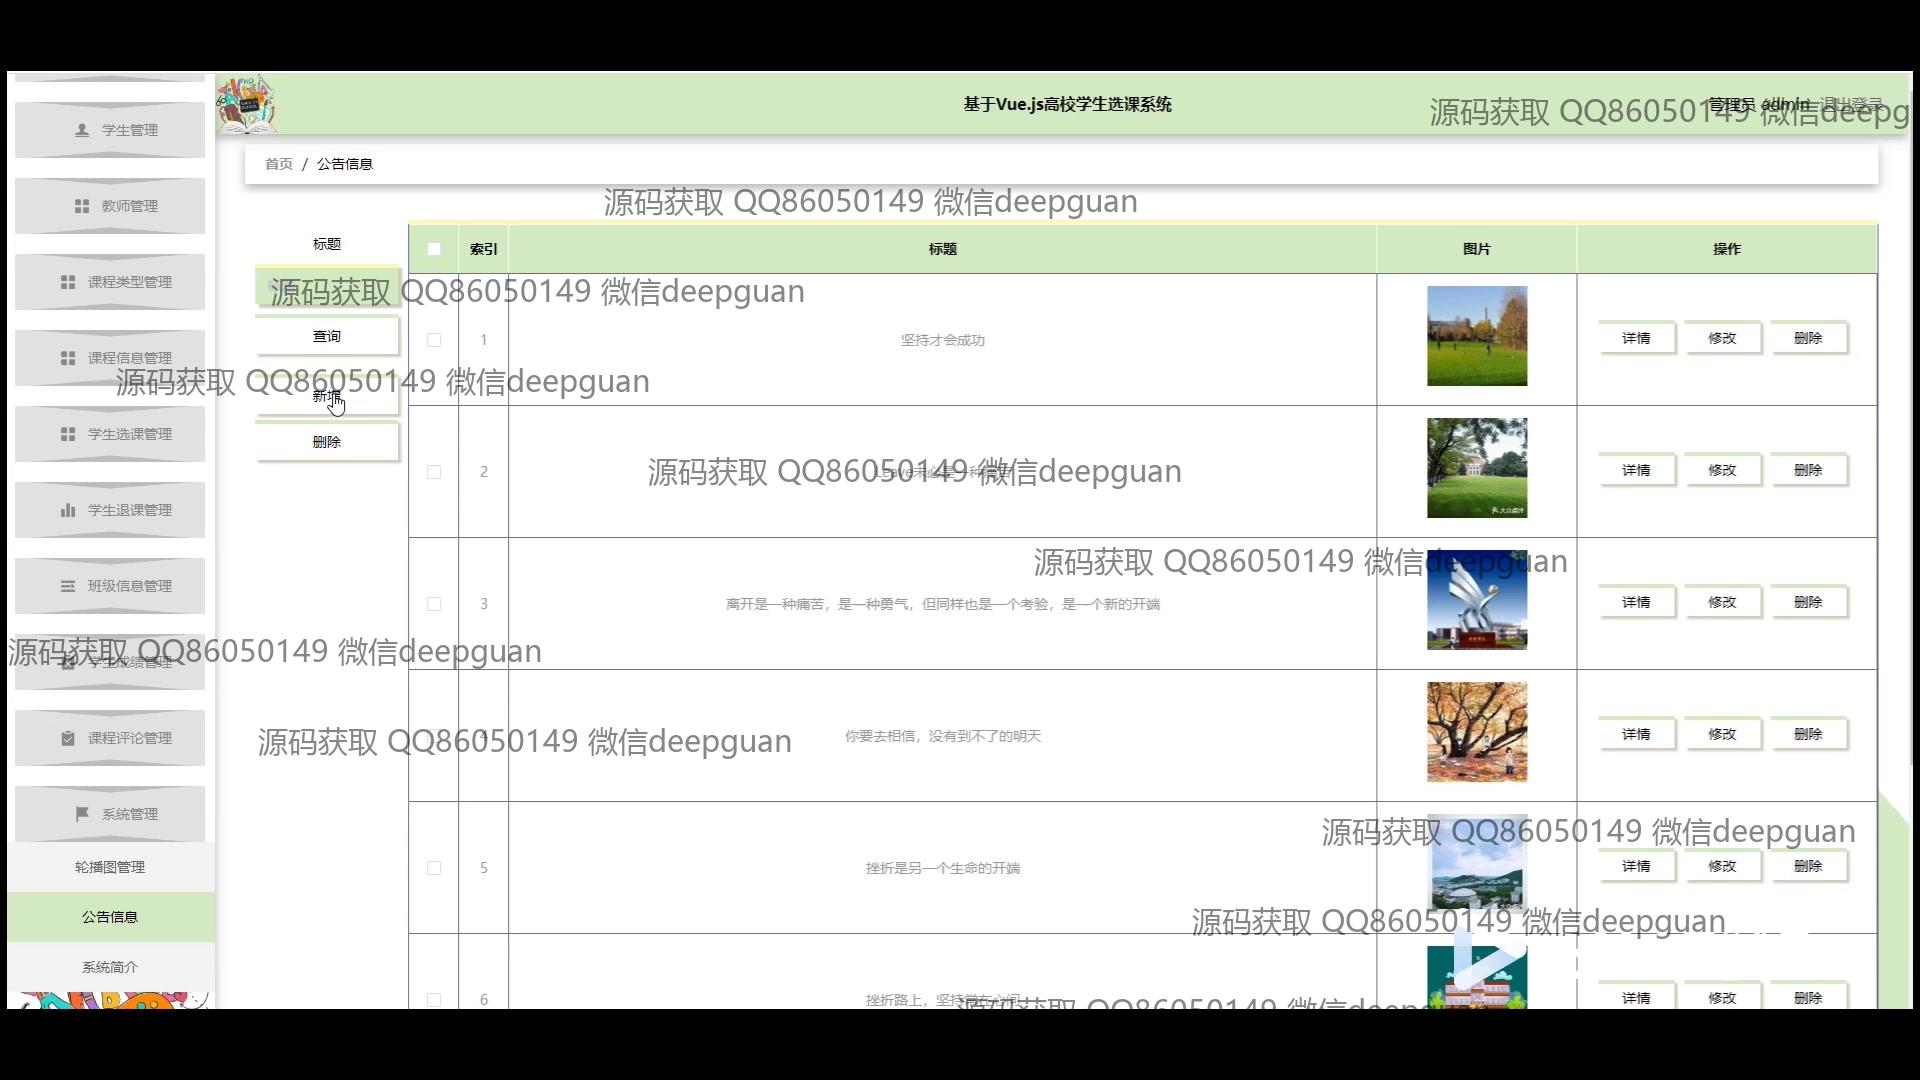 基于Vue.js高校学生选课系统
管理员 admin 退出登录
源码获取 QQ86050149 微信deepg
首页 / 公告信息
源码获取 QQ86050149 微信deepguan
学生管理
教师管理
课程类型管理
课程信息管理
学生选课管理
学生退课管理
班级信息管理
学生成绩管理
课程评论管理
系统管理
轮播图管理
公告信息
系统简介
标题
源码获取 QQ86050149 微信deepguan
查询
源码获取 QQ86050149 微信deepguan
新增
删除
索引 标题 图片 操作
1 坚持才会成功 详情 修改 删除
2 详情 修改 删除
源码获取 QQ86050149 微信deepguan
源码获取 QQ86050149 微信deepguan
3 离开是一种痛苦，是一种勇气，但同样也是一个考验，是一个新的开端 详情 修改 删除
源码获取 QQ86050149 微信deepguan
4 你要去相信，没有到不了的明天 详情 修改 删除
源码获取 QQ86050149 微信deepguan
源码获取 QQ86050149 微信deepguan
5 挫折是另一个生命的开端 详情 修改 删除
源码获取 QQ86050149 微信deepguan
6 挫折路上，坚持 详情 修改 删除
源码获取 QQ86050149 微信deepguan